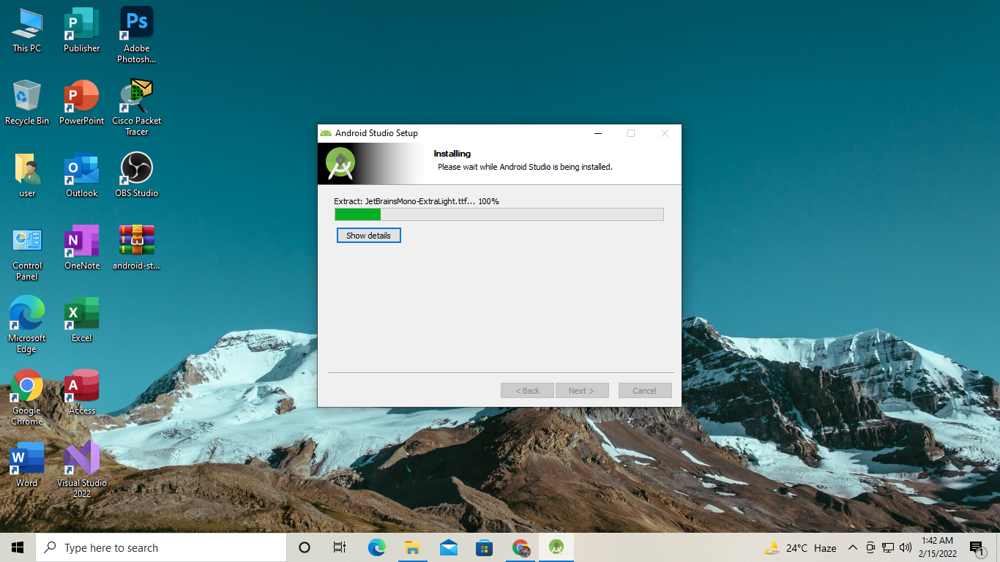 This PC
Publisher
Ps
Adobe
Photosh...
Recycle Bin
PowerPoint
Cisco Packet
Tracer
user
Outlook
OBS Studio
Control
Panel
OneNote
android-st...
Microsoft
Edge
Excel
Google
Chrome
Access
Word
Visual Studio
2022
Android Studio Setup
Installing
Please wait while Android Studio is being installed.
Extract: JetBrainsMono-ExtraLight.ttf... 100%
Show details
< Back
Next >
Cancel
Type here to search
24°C Haze
1:42 AM
2/15/2022
1